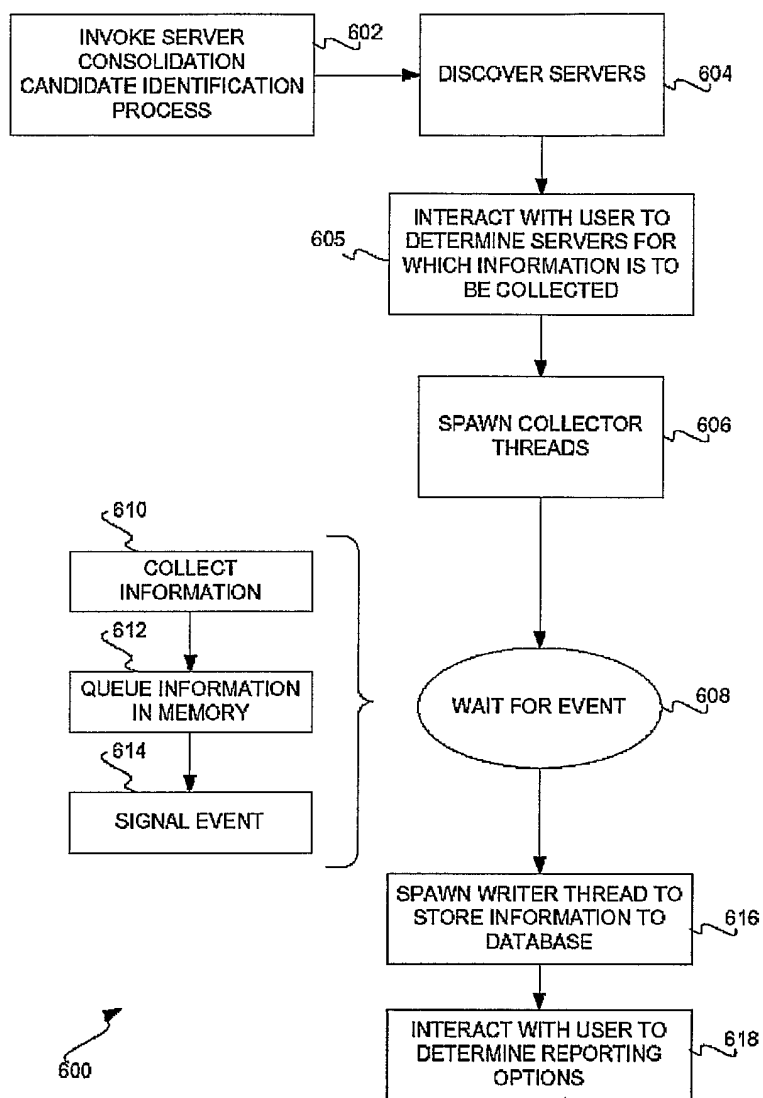 INVOKE SERVER
CONSOLIDATION
CANDIDATE IDENTIFICATION
PROCESS
602
DISCOVER SERVERS
604
605
INTERACT WITH USER TO
DETERMINE SERVERS FOR
WHICH INFORMATION IS TO
BE COLLECTED
SPAWN COLLECTOR
THREADS
606
610
COLLECT
INFORMATION
612
QUEUE INFORMATION
IN MEMORY
614
SIGNAL EVENT
WAIT FOR EVENT
608
SPAWN WRITER THREAD TO
STORE INFORMATION TO
DATABASE
616
INTERACT WITH USER TO
DETERMINE REPORTING
OPTIONS
618
600